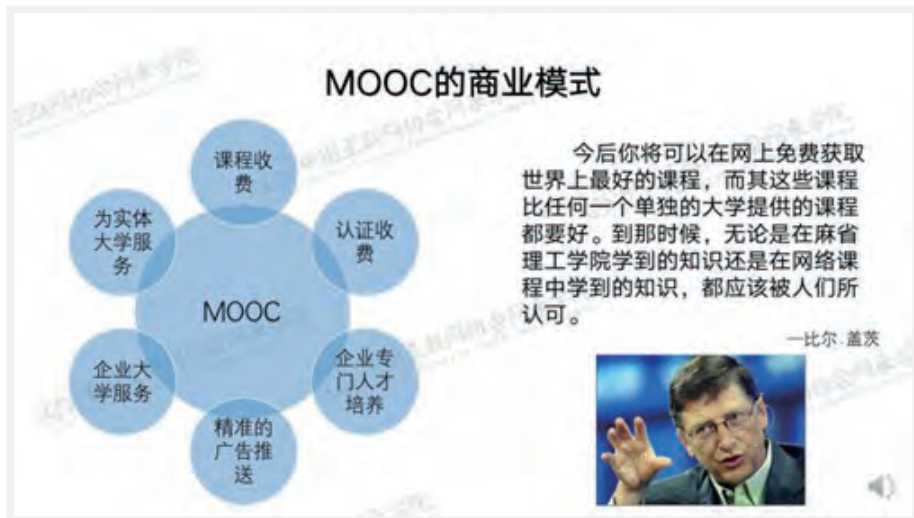 MOOC的商业模式
课程收
费
认证收
费
企业专
门人才
培养
精准的
广告推
送
企业大
学服务
为实体
大学服
务
MOOC
今后你将可以在网上免费获取
世界上最好的课程，而其这些课程
比任何一个单独的大学提供的课程
都要好。到那时候，无论是在麻省
理工学院学到的知识还是在网络课
程中学到的知识，都应该被人们所
认可。
—比尔.盖茨